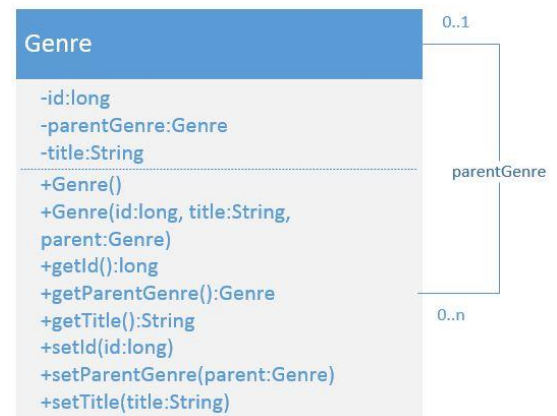 Genre
0..1
-id:long
-parentGenre:Genre
-title:String
parentGenre
+Genre()
+Genre(id:long, title:String,
parent:Genre)
+getId():long
+getParentGenre():Genre
+getTitle():String
0..n
+setId(id:long)
+setParentGenre(parent:Genre)
+setTitle(title:String)